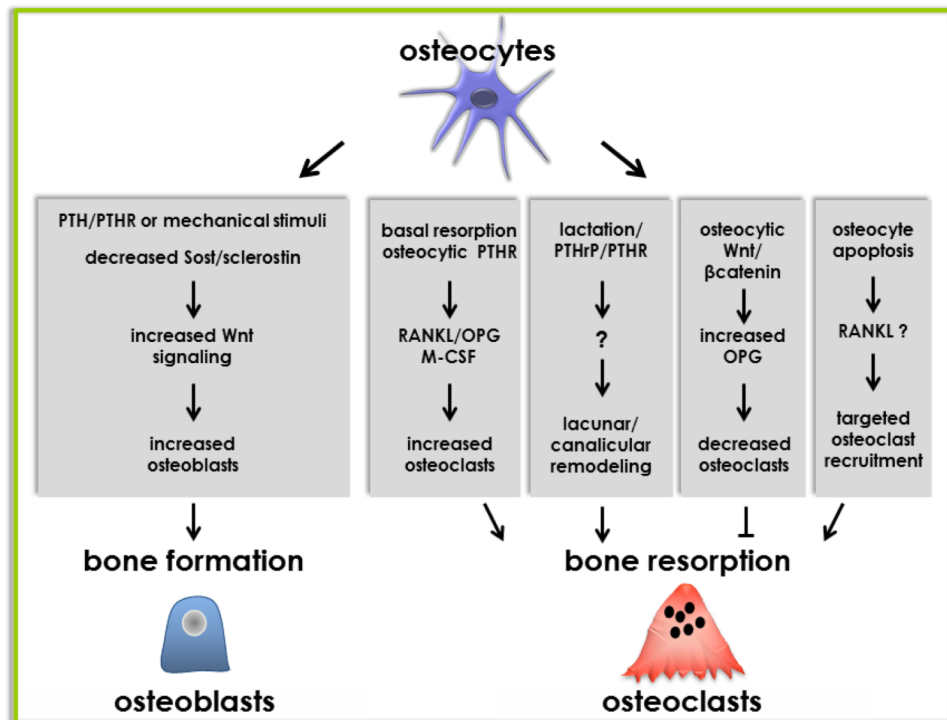 osteocytes
PTH/PTHR or mechanical stimuli
decreased Sost/sclerostin
increased Wnt
signaling
increased
osteoblasts
basal resorption
osteocytic PTHR
RANKL/OPG
M-CSF
increased
osteoclasts
lactation/
PTHrP/PTHR
?
lacunar/
canalicular
remodeling
osteocytic
Wnt/
βcatenin
increased
OPG
decreased
osteoclasts
osteocyte
apoptosis
RANKL ?
targeted
osteoclast
recruitment
bone formation
bone resorption
osteoblasts
osteoclasts